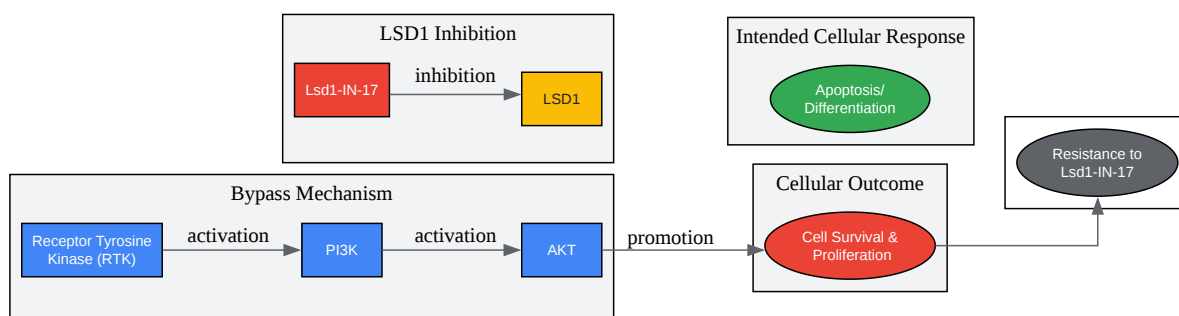 LSD1 Inhibition
Lsd1-IN-17
inhibition
LSD1
Intended Cellular Response
Apoptosis/
Differentiation
Resistance to
Lsd1-IN-17
Bypass Mechanism
Receptor Tyrosine
Kinase (RTK)
activation
PI3K
activation
AKT
promotion
Cellular Outcome
Cell Survival &
Proliferation